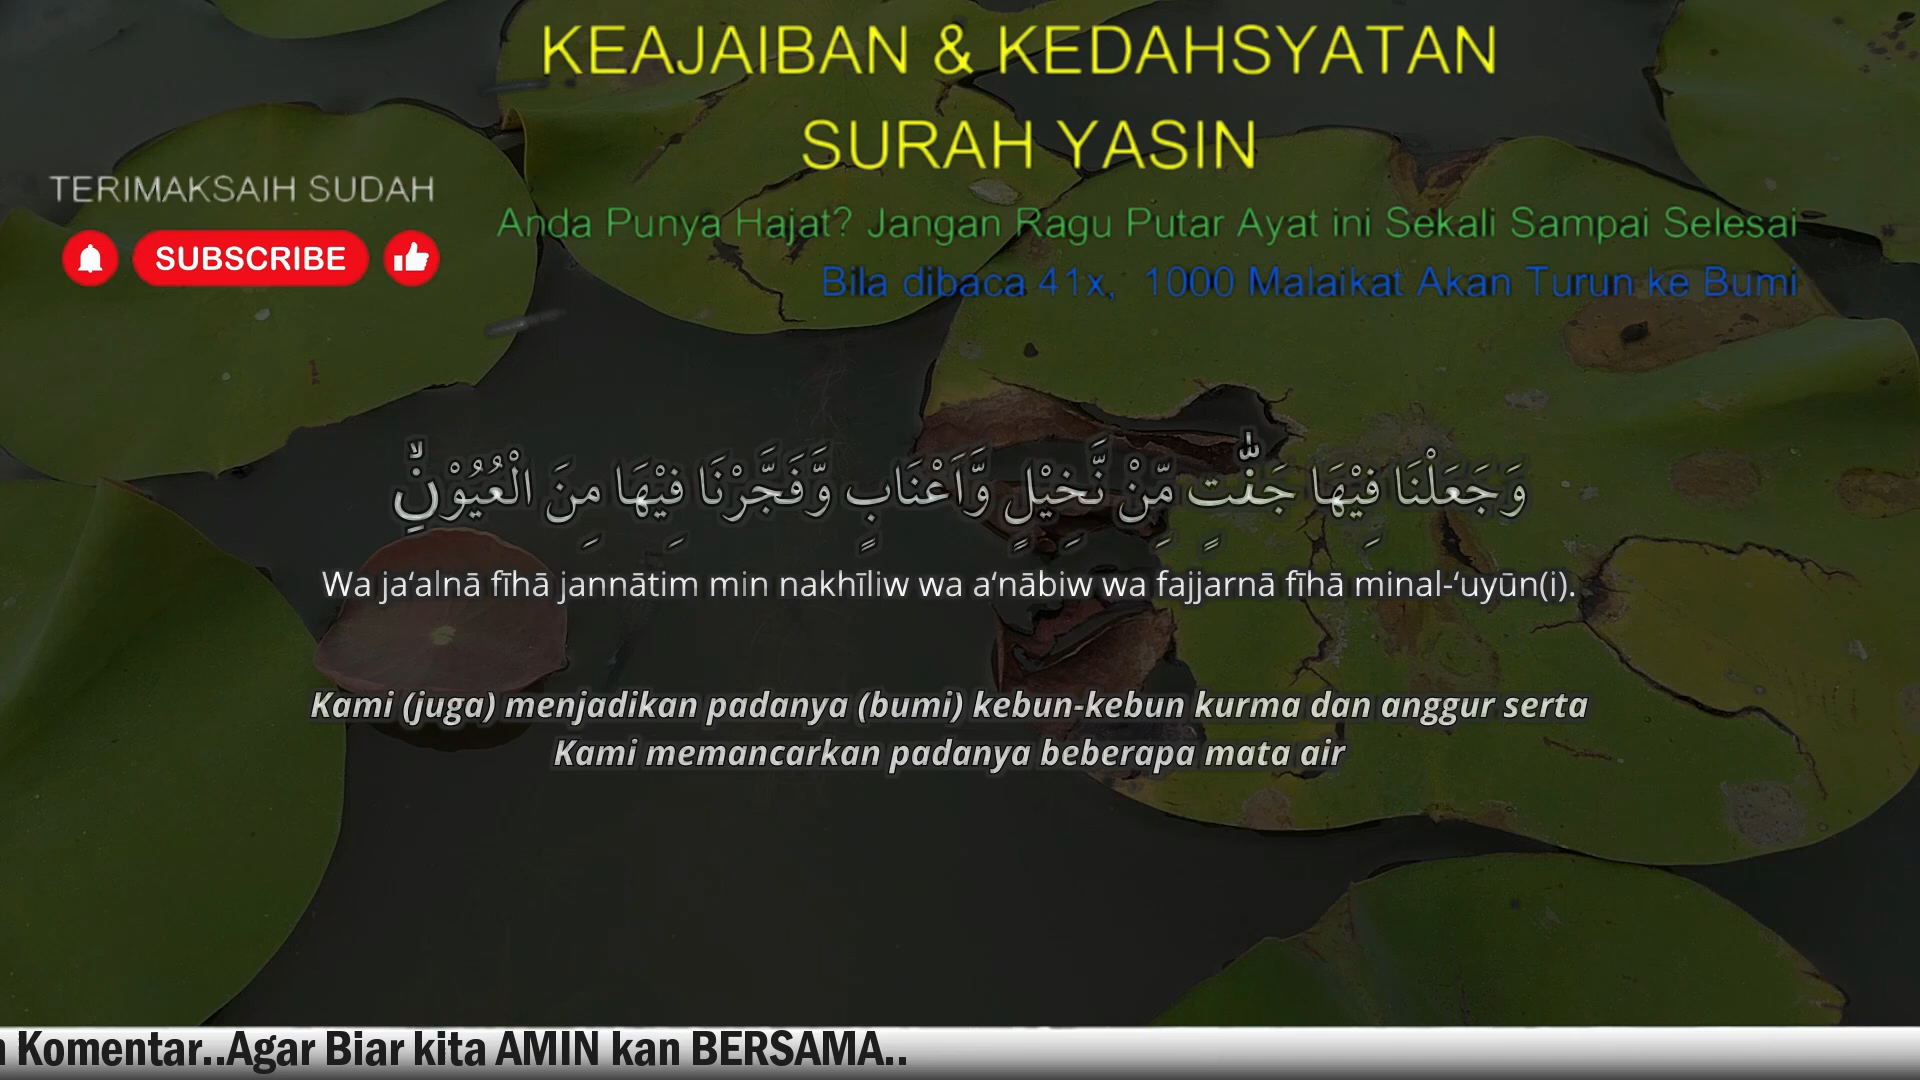 KEAJAIBAN & KEDAHSYATAN
SURAH YASIN
TERIMAKSAIH SUDAH
SUBSCRIBE
Anda Punya Hajat? Jangan Ragu Putar Ayat ini Sekali Sampai Selesai
Bila dibaca 41x, 1000 Malaikat Akan Turun ke Bumi
وَجَعَلْنَا فِيْهَا جَنّٰتٍ مِّنْ نَّخِيْلٍ وَّاَعْنَابٍ وَّفَجَّرْنَا فِيْهَا مِنَ الْعُيُوْنِۙ
Wa ja‘alnā fīhā jannātim min nakhīliw wa a‘nābiw wa fajjarnā fīhā minal-‘uyūn(i).
Kami (juga) menjadikan padanya (bumi) kebun-kebun kurma dan anggur serta
Kami memancarkan padanya beberapa mata air
Komentar..Agar Biar kita AMIN kan BERSAMA..